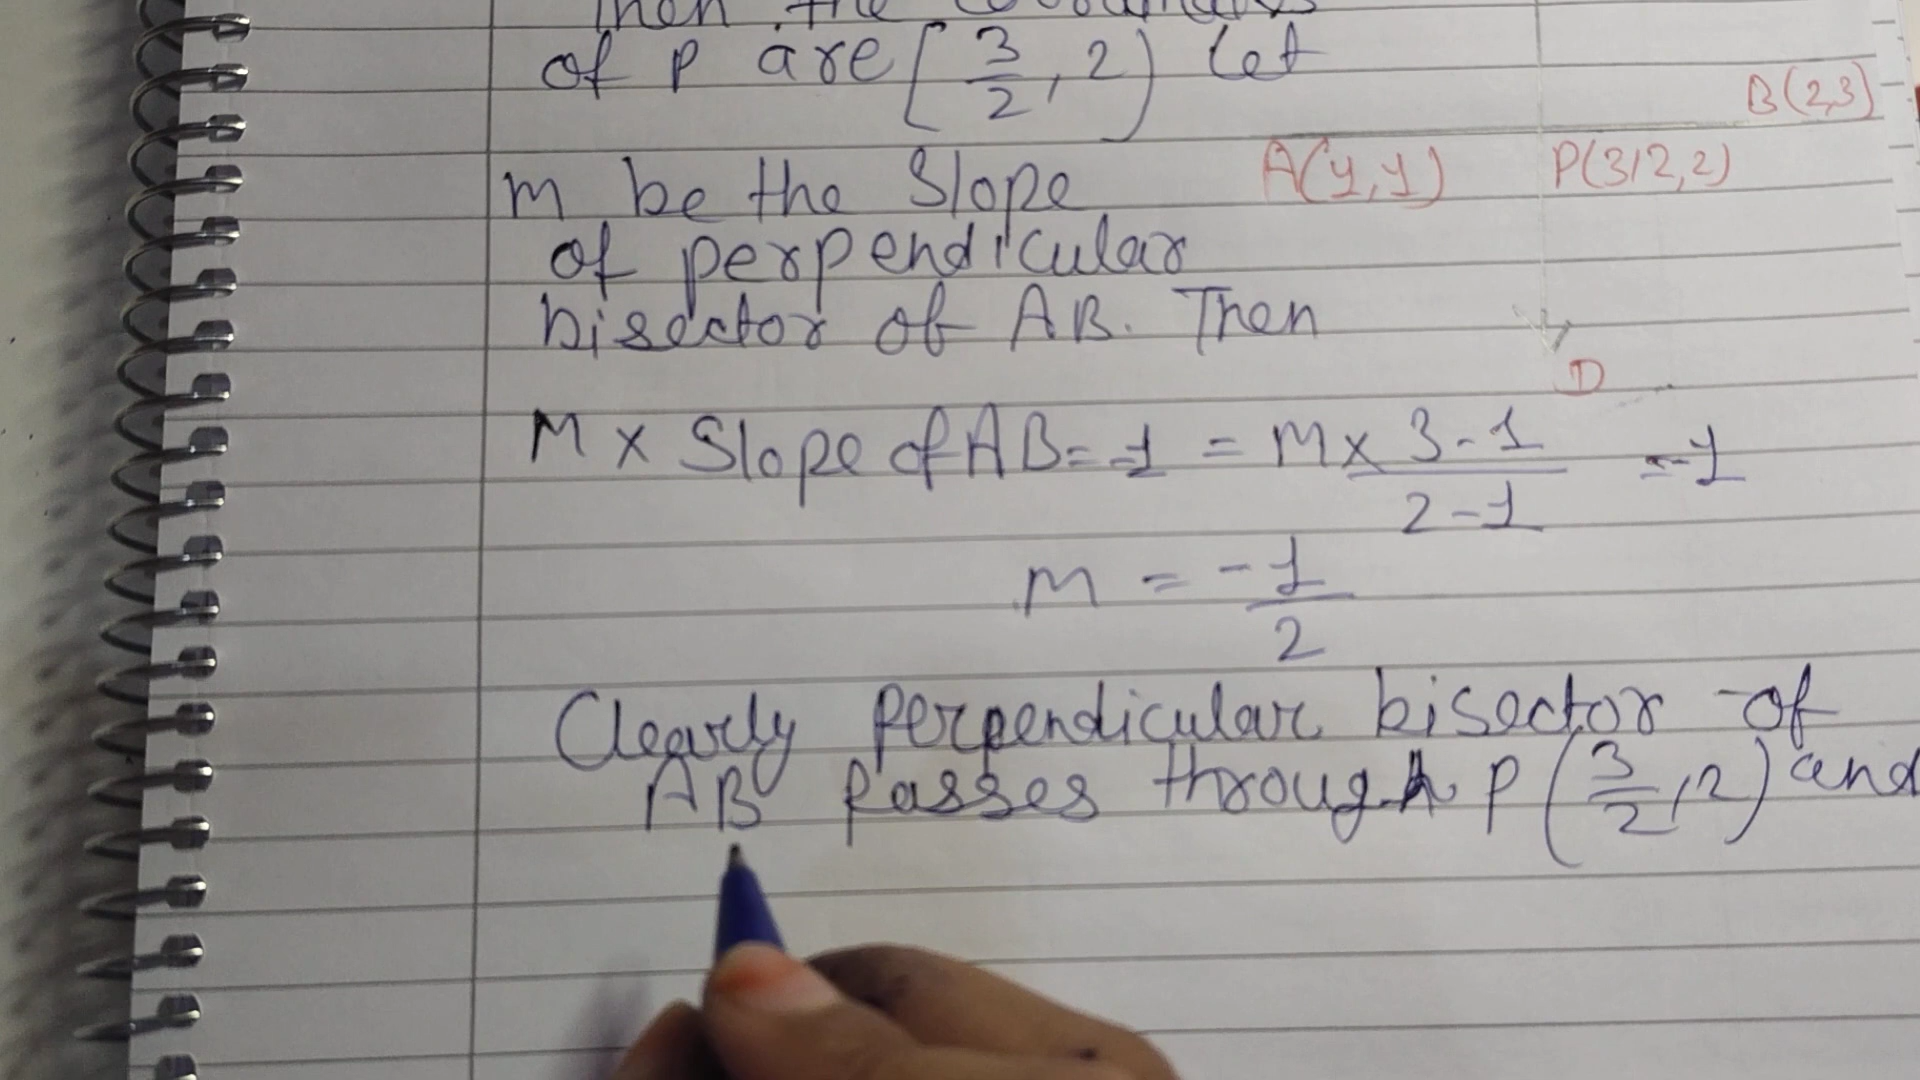 Then the
of P are [3/2, 2) Let
B(2,3)
m be the Slope
A(1,1) P(3/2,2)
of perpendicular
bisector of AB. Then
D
M x Slope of AB = -1 = M x 3-1/2-1 = -1
m = -1/2
Clearly perpendicular bisector of
AB Passes through P (3/2, 2) and